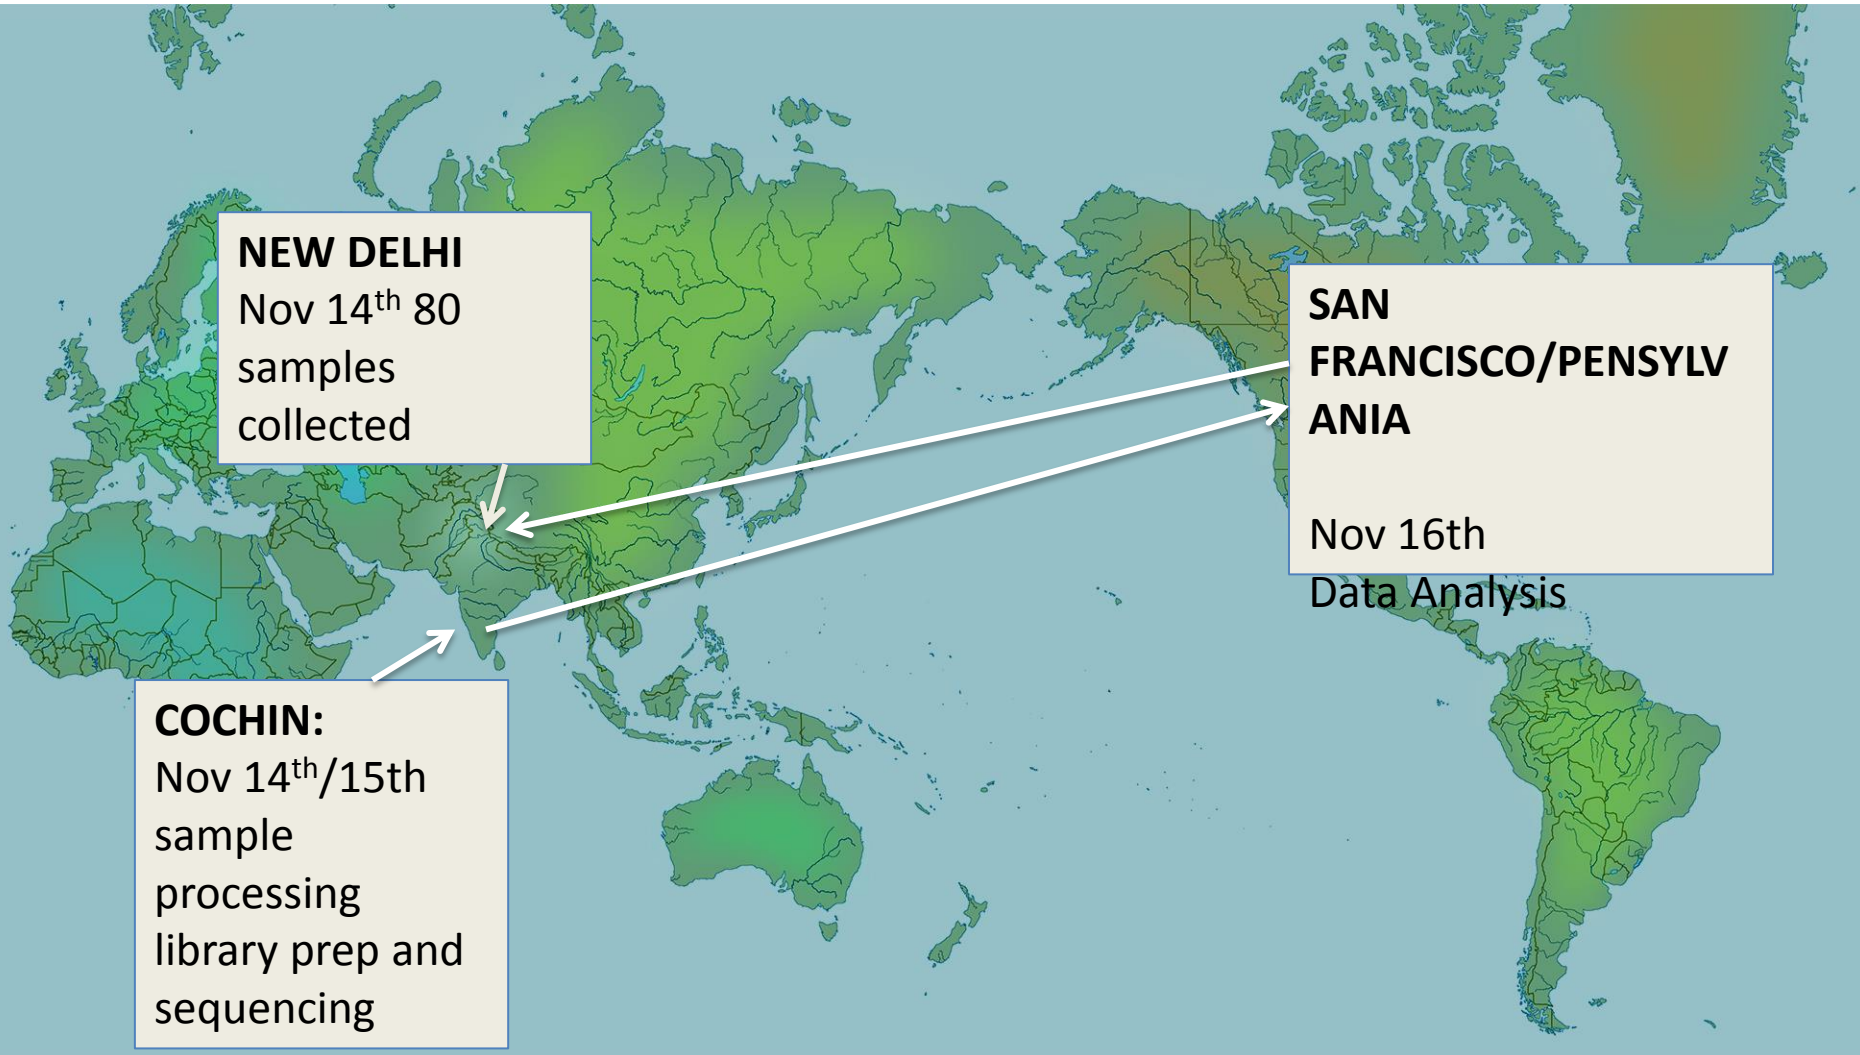 NEW DELHI
Nov 14th 80
samples
collected
SAN
FRANCISCO/PENSYLV
ANIA
Nov 16th
Data Analysis
COCHIN:
Nov 14th/15th
sample
processing
library prep and
sequencing